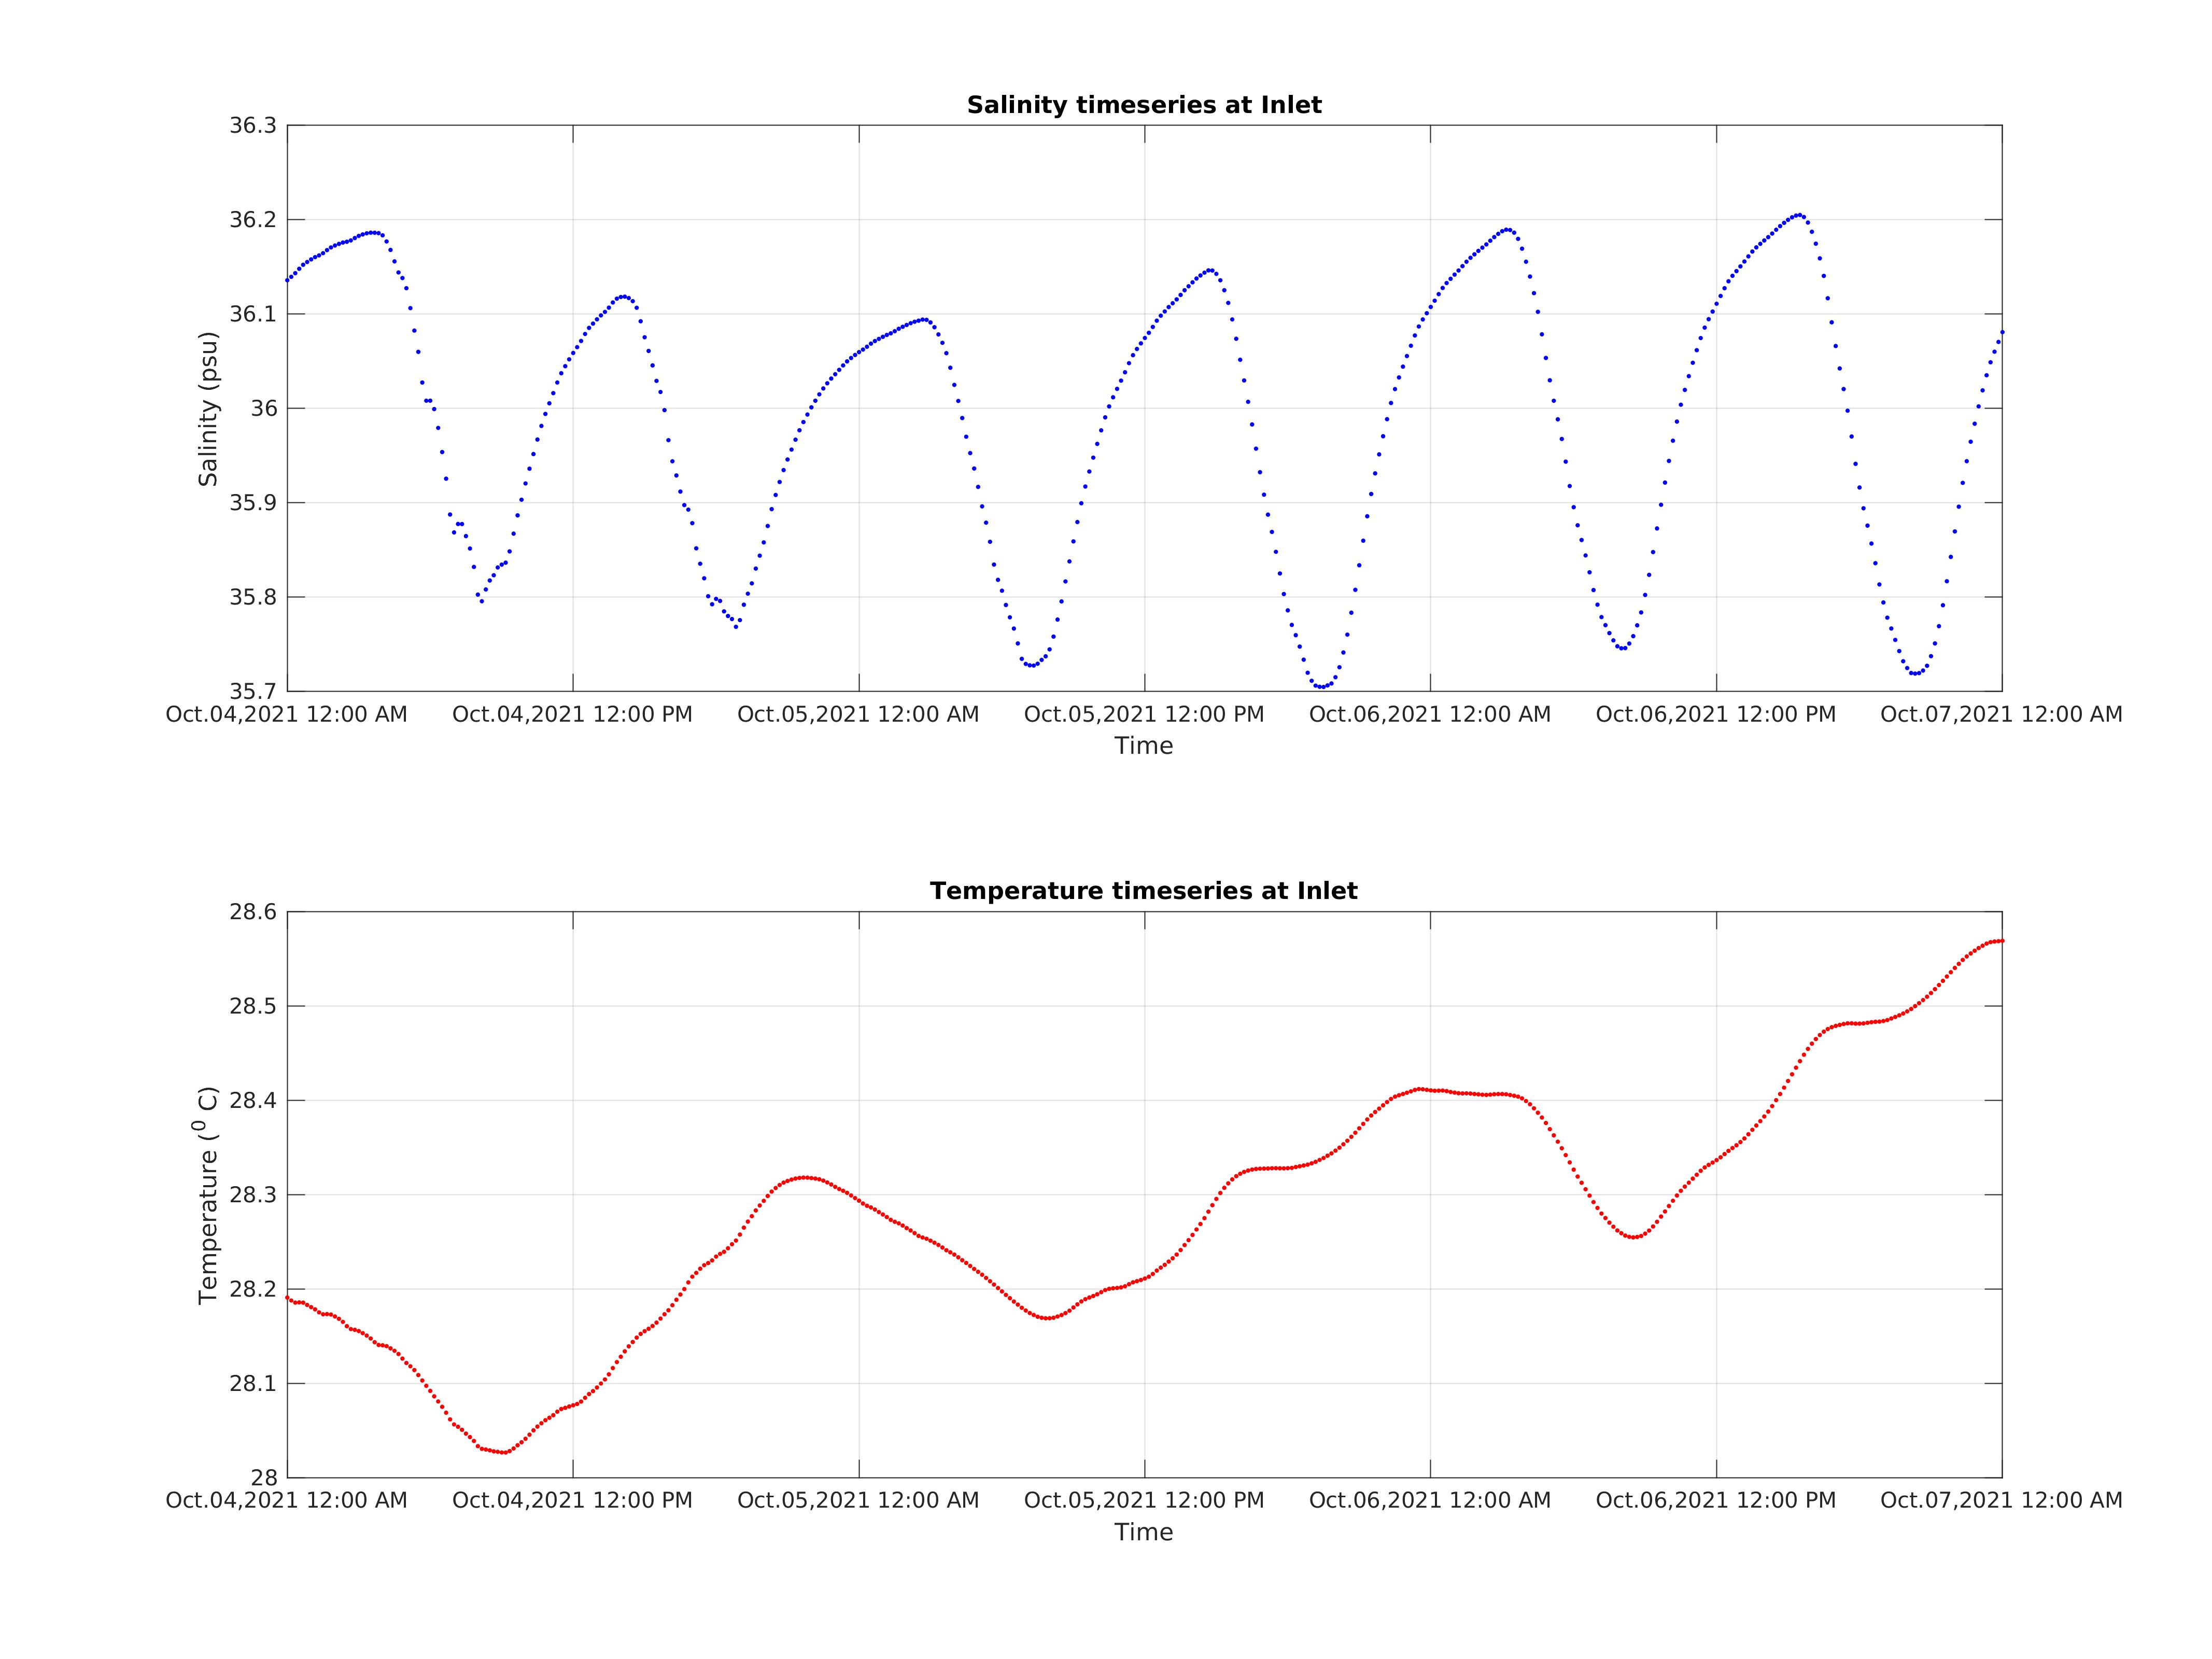 Salinity timeseries at Inlet
36.3
36.2
36.1
36
35.9
35.8
35.7
Salinity (psu)
Oct.04,2021 12:00 AM Oct.04,2021 12:00 PM Oct.05,2021 12:00 AM Oct.05,2021 12:00 PM Oct.06,2021 12:00 AM Oct.06,2021 12:00 PM Oct.07,2021 12:00 AM
Time
Temperature timeseries at Inlet
28.6
28.5
28.4
28.3
28.2
28.1
28
Temperature (⁰ C)
Oct.04,2021 12:00 AM Oct.04,2021 12:00 PM Oct.05,2021 12:00 AM Oct.05,2021 12:00 PM Oct.06,2021 12:00 AM Oct.06,2021 12:00 PM Oct.07,2021 12:00 AM
Time